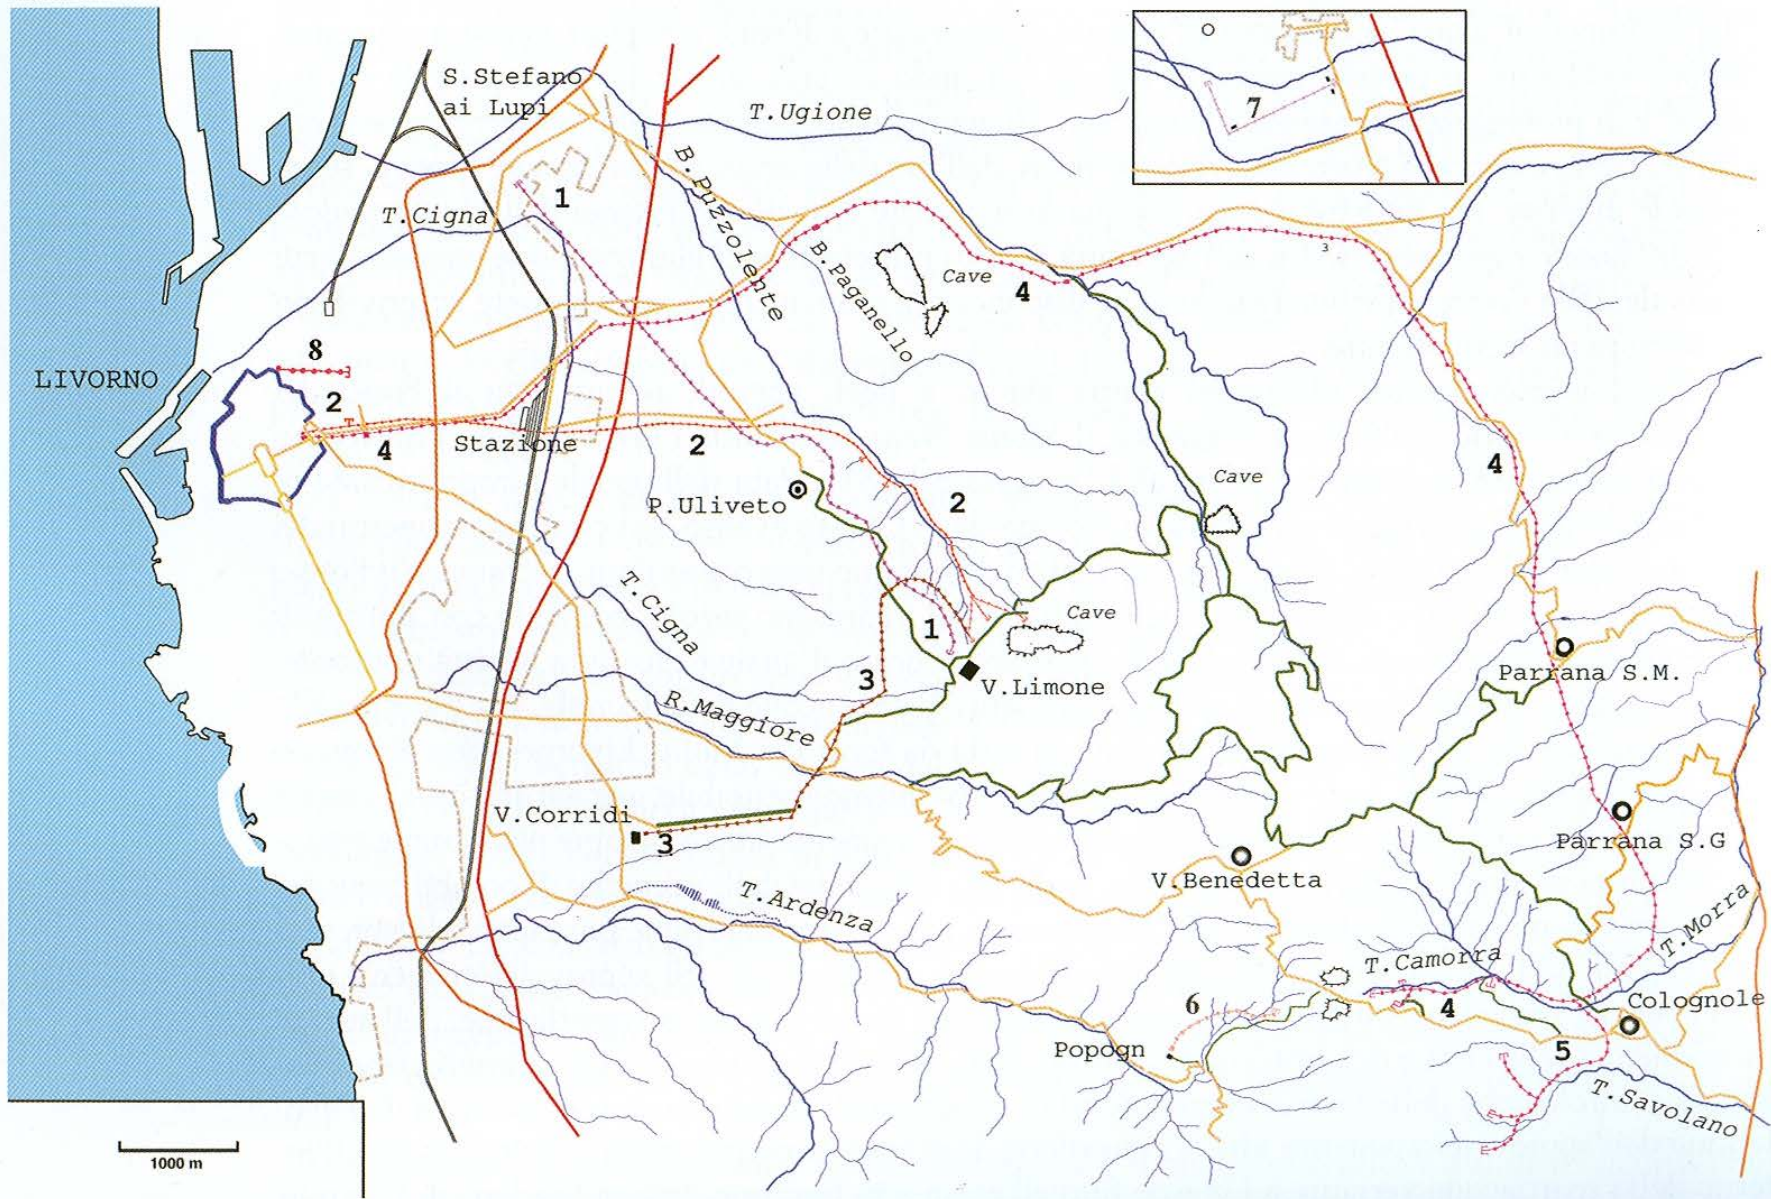 S.Stefano
ai Lupi
T.Ugione
7
B.Puzzolente
1
T.Cigna
B.Paganello
Cave
4
3
8
LIVORNO
2
4
Stazione
2
4
Cave
P.Uliveto
2
T.Cigna
1
Cave
Parrana S.M.
3
V.Limone
R.Maggiore
V.Corridi
3
Parrana S.G
V.Benedetta
T.Ardenza
T.Morra
T.Camorra
6
4
Colognole
Popogn
5
T.Savolano
1000 m